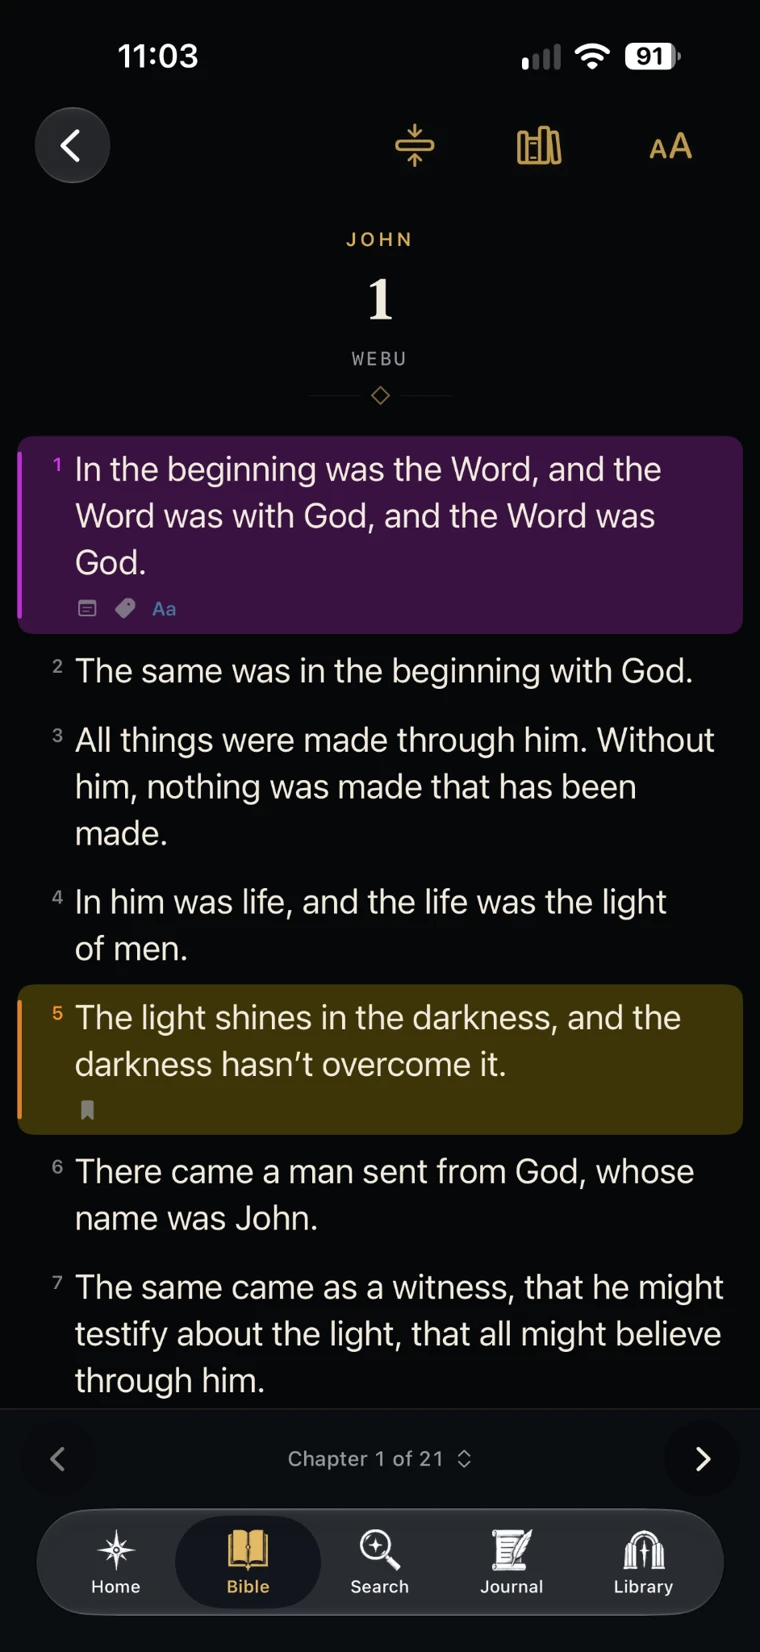 11:03
91
AA
JOHN
1
WEBU
1 In the beginning was the Word, and the
Word was with God, and the Word was
God.
Aa
2 The same was in the beginning with God.
3 All things were made through him. Without
him, nothing was made that has been
made.
4 In him was life, and the life was the light
of men.
5 The light shines in the darkness, and the
darkness hasn’t overcome it.
6 There came a man sent from God, whose
name was John.
7 The same came as a witness, that he might
testify about the light, that all might believe
through him.
Chapter 1 of 21
Home
Bible
Search
Journal
Library